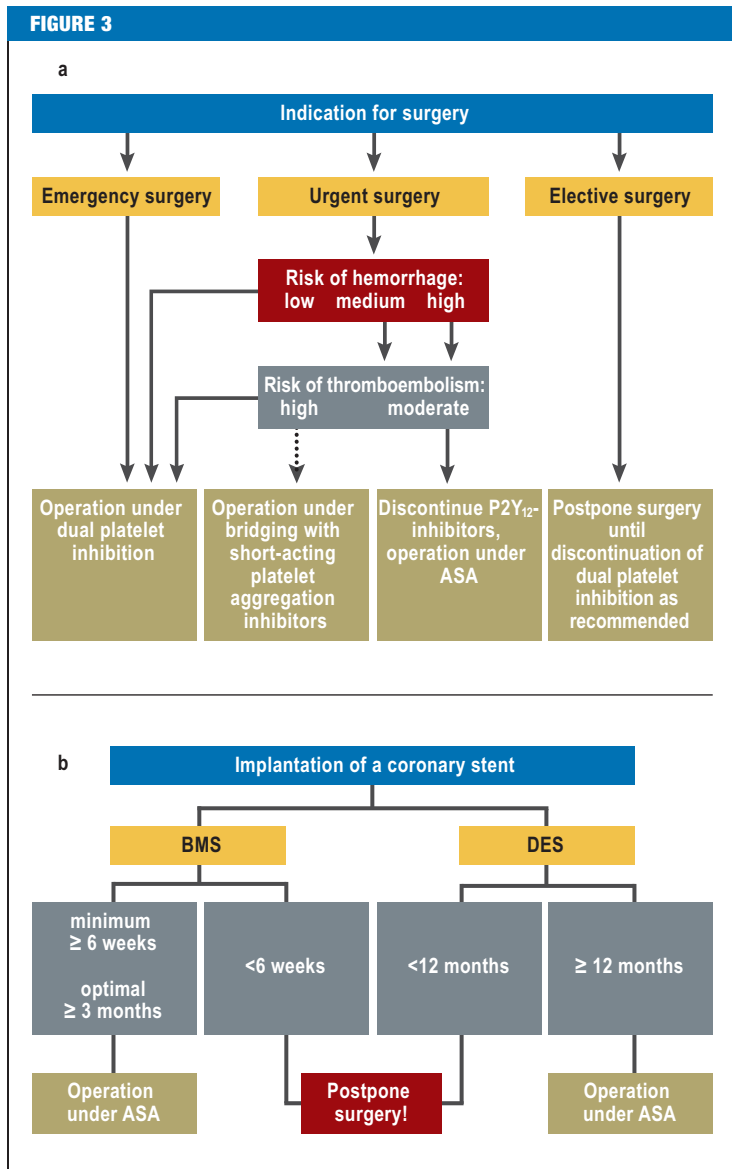 FIGURE 3
a
Indication for surgery
Emergency surgery
Urgent surgery
Elective surgery
Risk of hemorrhage:
low medium high
Risk of thromboembolism:
high moderate
Operation under
dual platelet
inhibition
Operation under
bridging with
short-acting
platelet
aggregation
inhibitors
Discontinue P2Y₁₂-
inhibitors,
operation under
ASA
Postpone surgery
until
discontinuation of
dual platelet
inhibition as
recommended
b
Implantation of a coronary stent
BMS
DES
minimum
≥ 6 weeks
optimal
≥ 3 months
<6 weeks
<12 months
≥ 12 months
Operation
under ASA
Postpone
surgery!
Operation
under ASA